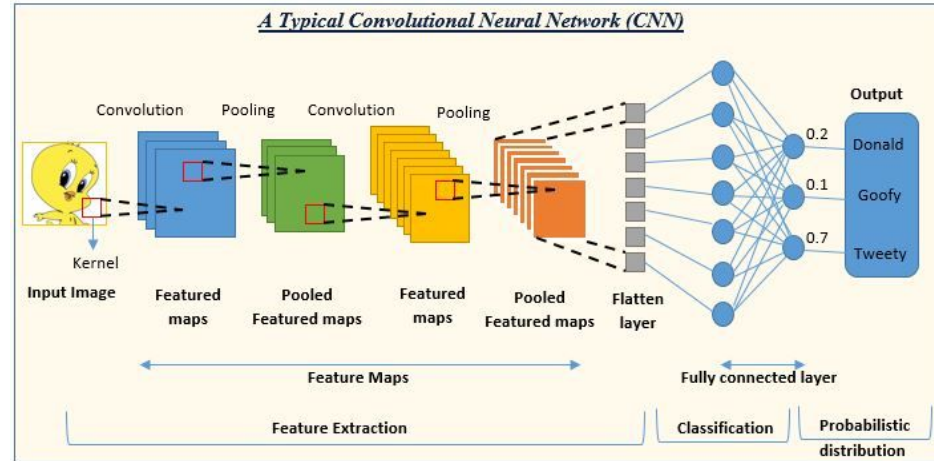 A Typical Convolutional Neural Network (CNN)
Convolution
Pooling
Convolution
Pooling
Output
0.2
Donald
0.1
Goofy
0.7
Tweety
Kernel
Input Image
Featured
maps
Pooled
Featured maps
Featured
maps
Pooled
Featured maps
Flatten
layer
Feature Maps
Fully connected layer
Feature Extraction
Classification
Probabilistic
distribution